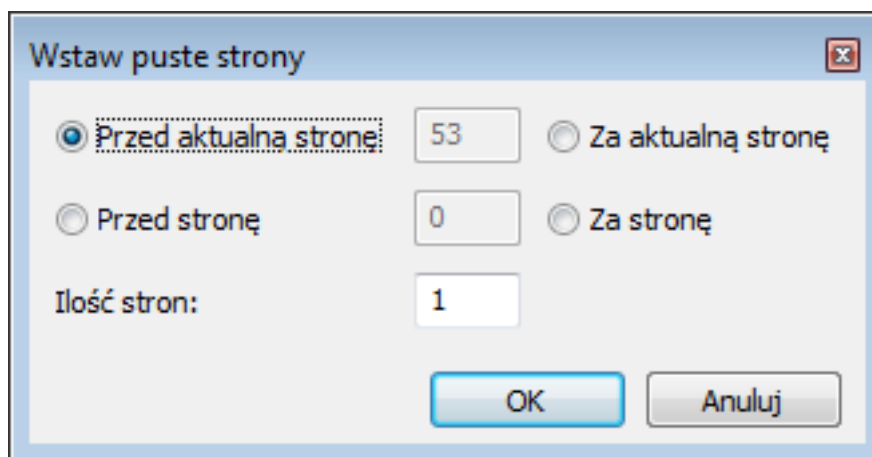 Wstaw puste strony
Przed aktualną stronę 53 Za aktualną stronę
Przed stronę 0 Za stronę
Ilość stron: 1
OK Anuluj